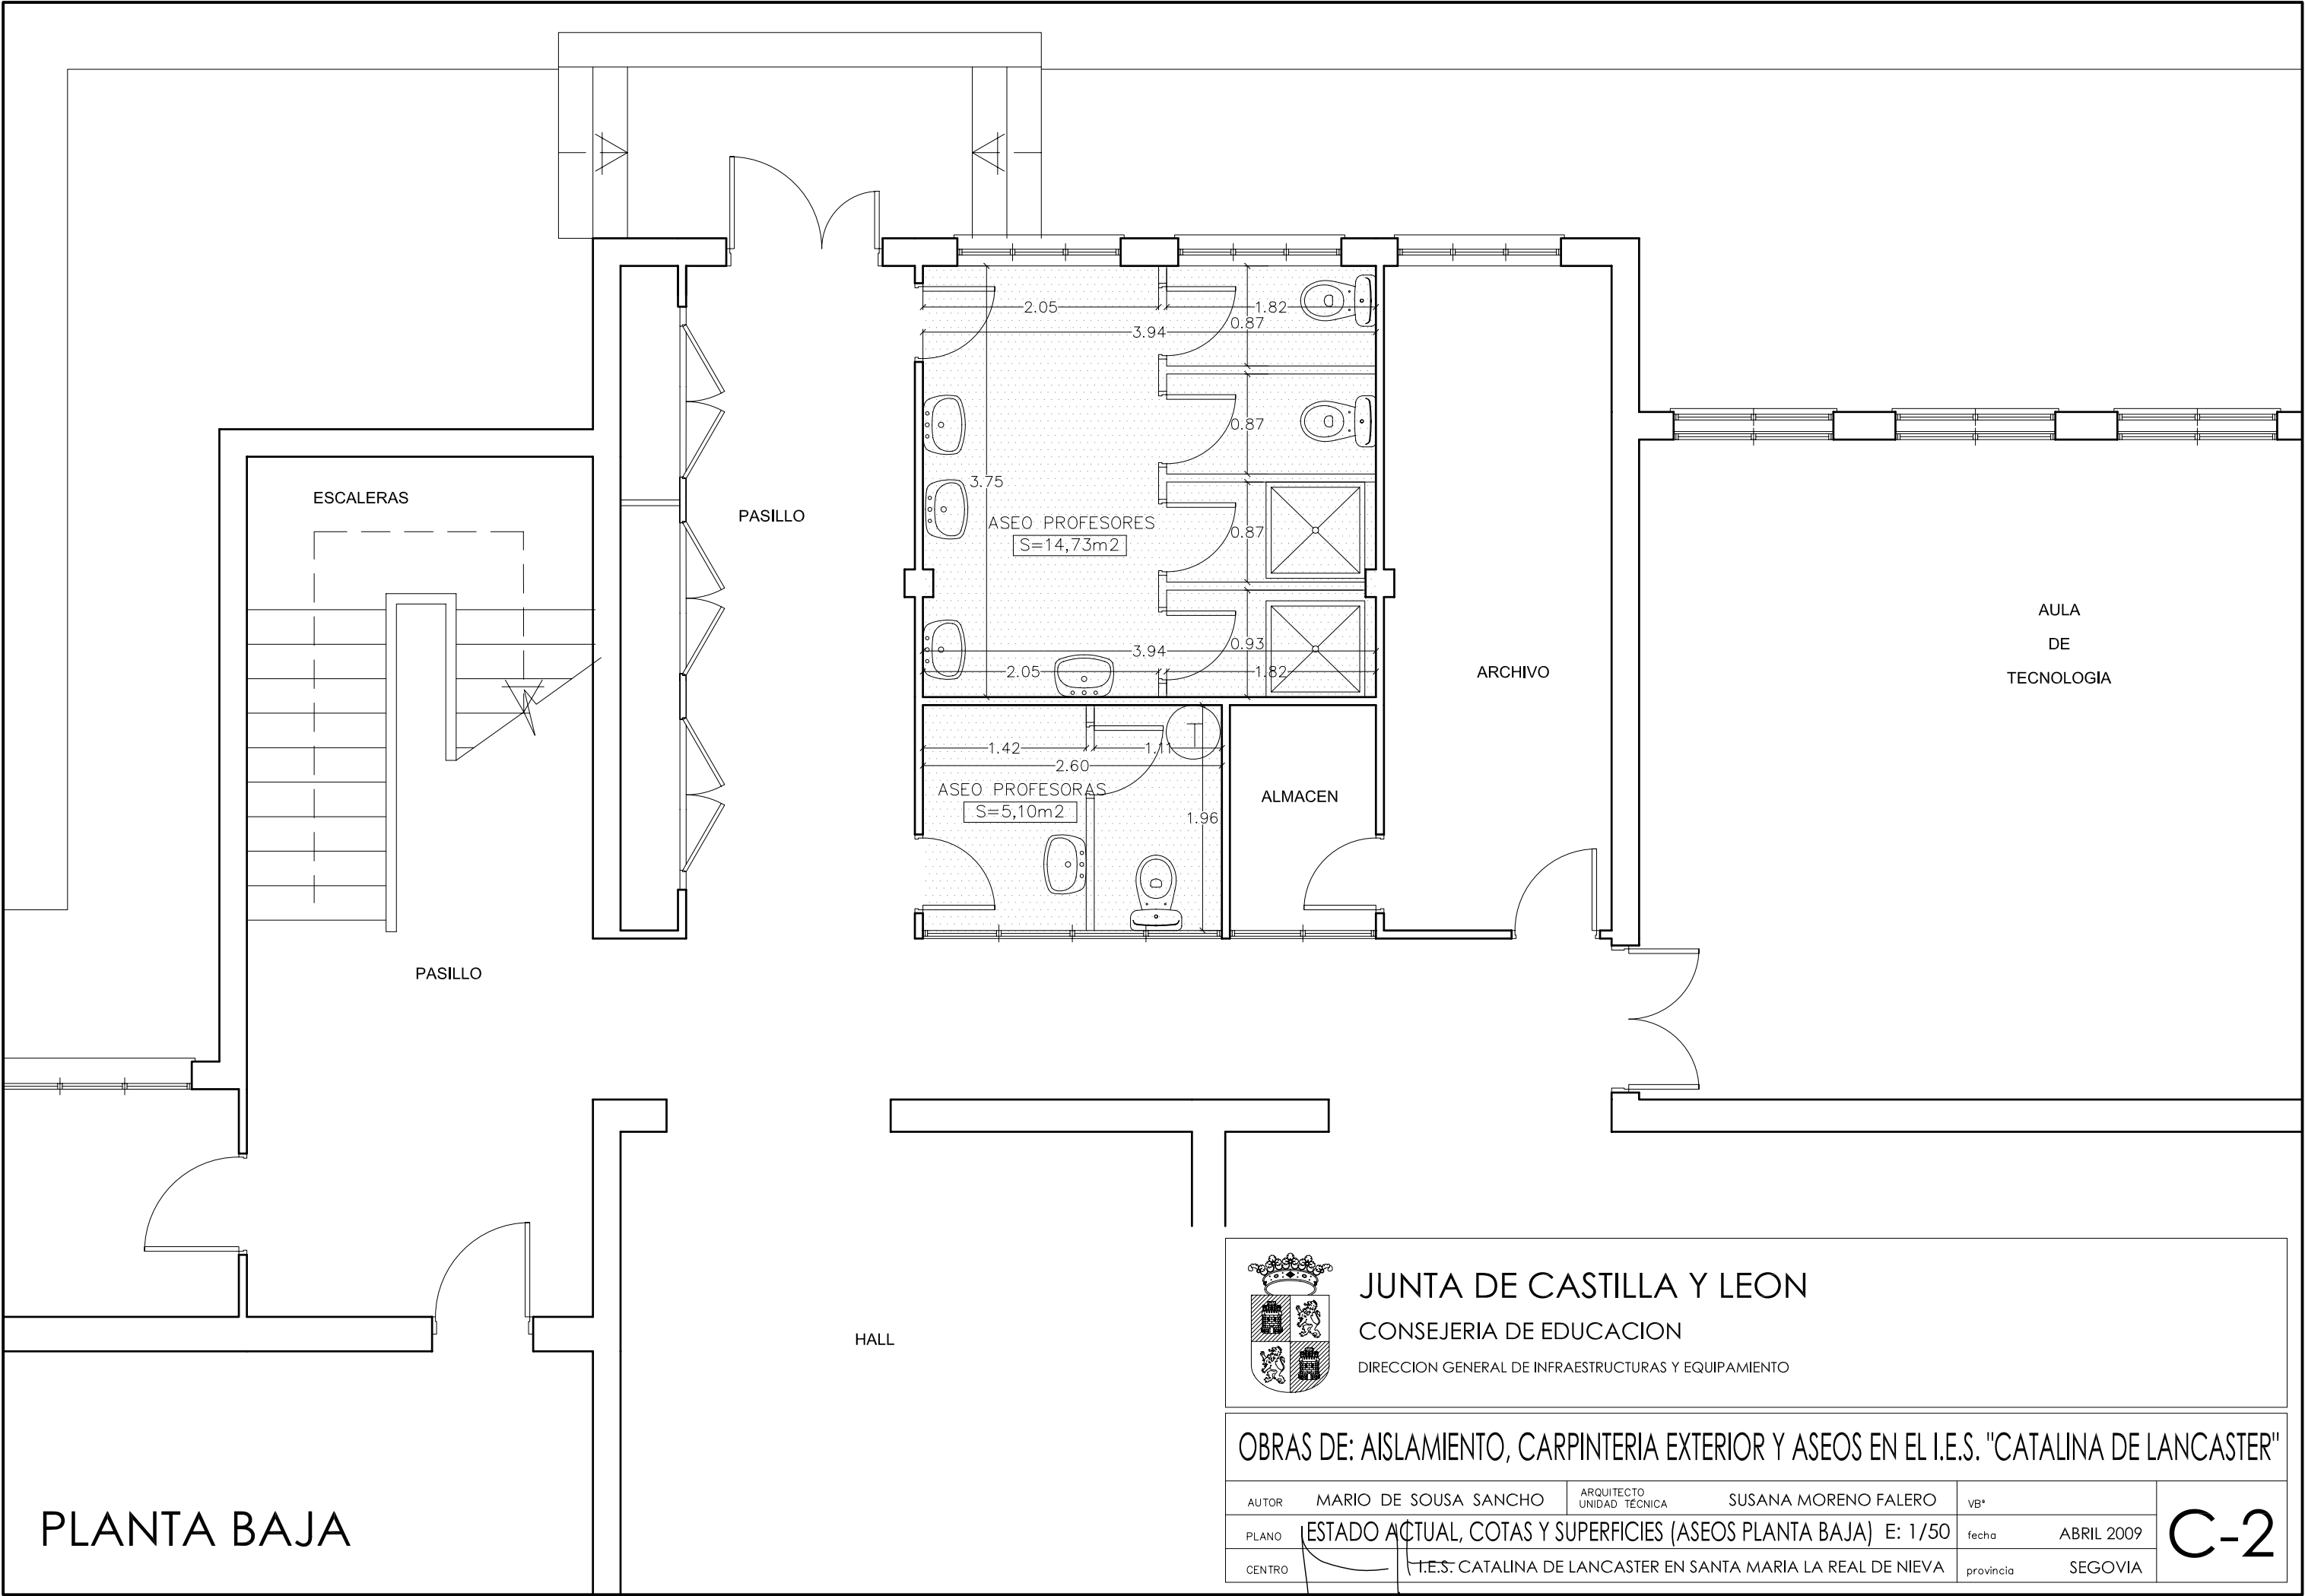 2.05
1.82
0.87
3.94
0.87
ESCALERAS
3.75
PASILLO
ASEO PROFESORES
S=14,73m2
0.87
AULA
DE
TECNOLOGIA
0.93
3.94
2.05
1.82
ARCHIVO
1.42
1.11
2.60
ASEO PROFESORAS
S=5,10m2
ALMACEN
1.96
T
PASILLO
HALL
PLANTA BAJA
JUNTA DE CASTILLA Y LEON
CONSEJERIA DE EDUCACION
DIRECCION GENERAL DE INFRAESTRUCTURAS Y EQUIPAMIENTO
OBRAS DE: AISLAMIENTO, CARPINTERIA EXTERIOR Y ASEOS EN EL I.E.S. "CATALINA DE LANCASTER"
AUTOR MARIO DE SOUSA SANCHO
ARQUITECTO
UNIDAD TÉCNICA
SUSANA MORENO FALERO
VBº
PLANO ESTADO ACTUAL, COTAS Y SUPERFICIES (ASEOS PLANTA BAJA) E: 1/50
fecha ABRIL 2009
CENTRO I.E.S. CATALINA DE LANCASTER EN SANTA MARIA LA REAL DE NIEVA
provincia SEGOVIA
C-2